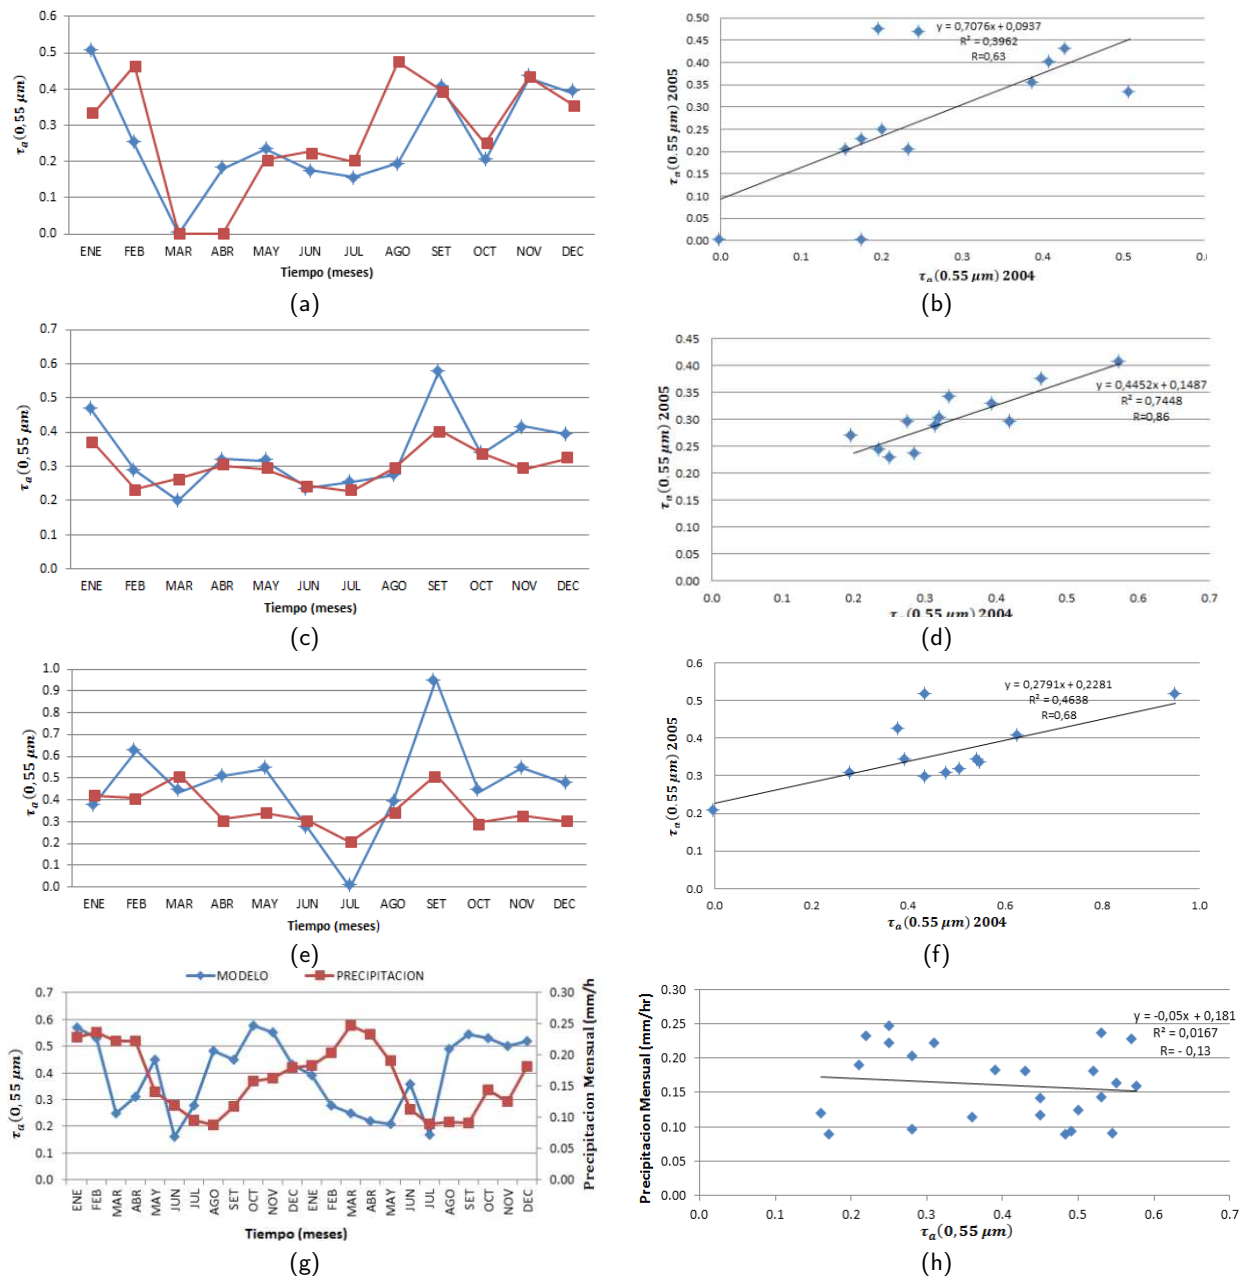 0.6
0.5
0.4
0.3
0.2
0.1
0.0
τₐ(0,55 μm)
ENE FEB MAR ABR MAY JUN JUL AGO SET OCT NOV DEC
Tiempo (meses)
(a)
0.50
0.45
0.40
0.35
0.30
0.25
0.20
0.15
0.10
0.05
0.00
τₐ(0.55 μm) 2005
y = 0,7076x + 0,0937
R² = 0,3962
R=0,63
0.0 0.1 0.2 0.3 0.4 0.5
τₐ(0.55 μm) 2004
(b)
0.7
0.6
0.5
0.4
0.3
0.2
0.1
0.0
τₐ(0,55 μm)
ENE FEB MAR ABR MAY JUN JUL AGO SET OCT NOV DEC
Tiempo (meses)
(c)
0.45
0.40
0.35
0.30
0.25
0.20
0.15
0.10
0.05
0.00
τₐ(0.55 μm) 2005
y = 0,4452x + 0,1487
R² = 0,7448
R=0,86
0.0 0.1 0.2 0.3 0.4 0.5 0.6 0.7
τₐ(0.55 μm) 2004
(d)
1.0
0.9
0.8
0.7
0.6
0.5
0.4
0.3
0.2
0.1
0.0
τₐ(0,55 μm)
ENE FEB MAR ABR MAY JUN JUL AGO SET OCT NOV DEC
Tiempo (meses)
(e)
0.6
0.5
0.4
0.3
0.2
0.1
0.0
τₐ(0.55 μm) 2005
y = 0,2791x + 0,2281
R² = 0,4638
R=0,68
0.0 0.2 0.4 0.6 0.8 1.0
τₐ(0.55 μm) 2004
(f)
MODELO PRECIPITACION
0.7
0.6
0.5
0.4
0.3
0.2
0.1
0.0
τₐ(0,55 μm)
0.30
0.25
0.20
0.15
0.10
0.05
0.00
Precipitacion Mensual (mm/h
ENE FEB MAR ABR MAY JUN JUL AGO SET OCT NOV DEC ENE FEB MAR ABR MAY JUN JUL AGO SET OCT NOV DEC
Tiempo (meses)
(g)
0.30
0.25
0.20
0.15
0.10
0.05
0.00
Precipitacion Mensual (mm/hr)
y = -0,05x + 0,181
R² = 0,0167
R= - 0,13
0.0 0.1 0.2 0.3 0.4 0.5 0.6 0.7
τₐ(0,55 μm)
(h)